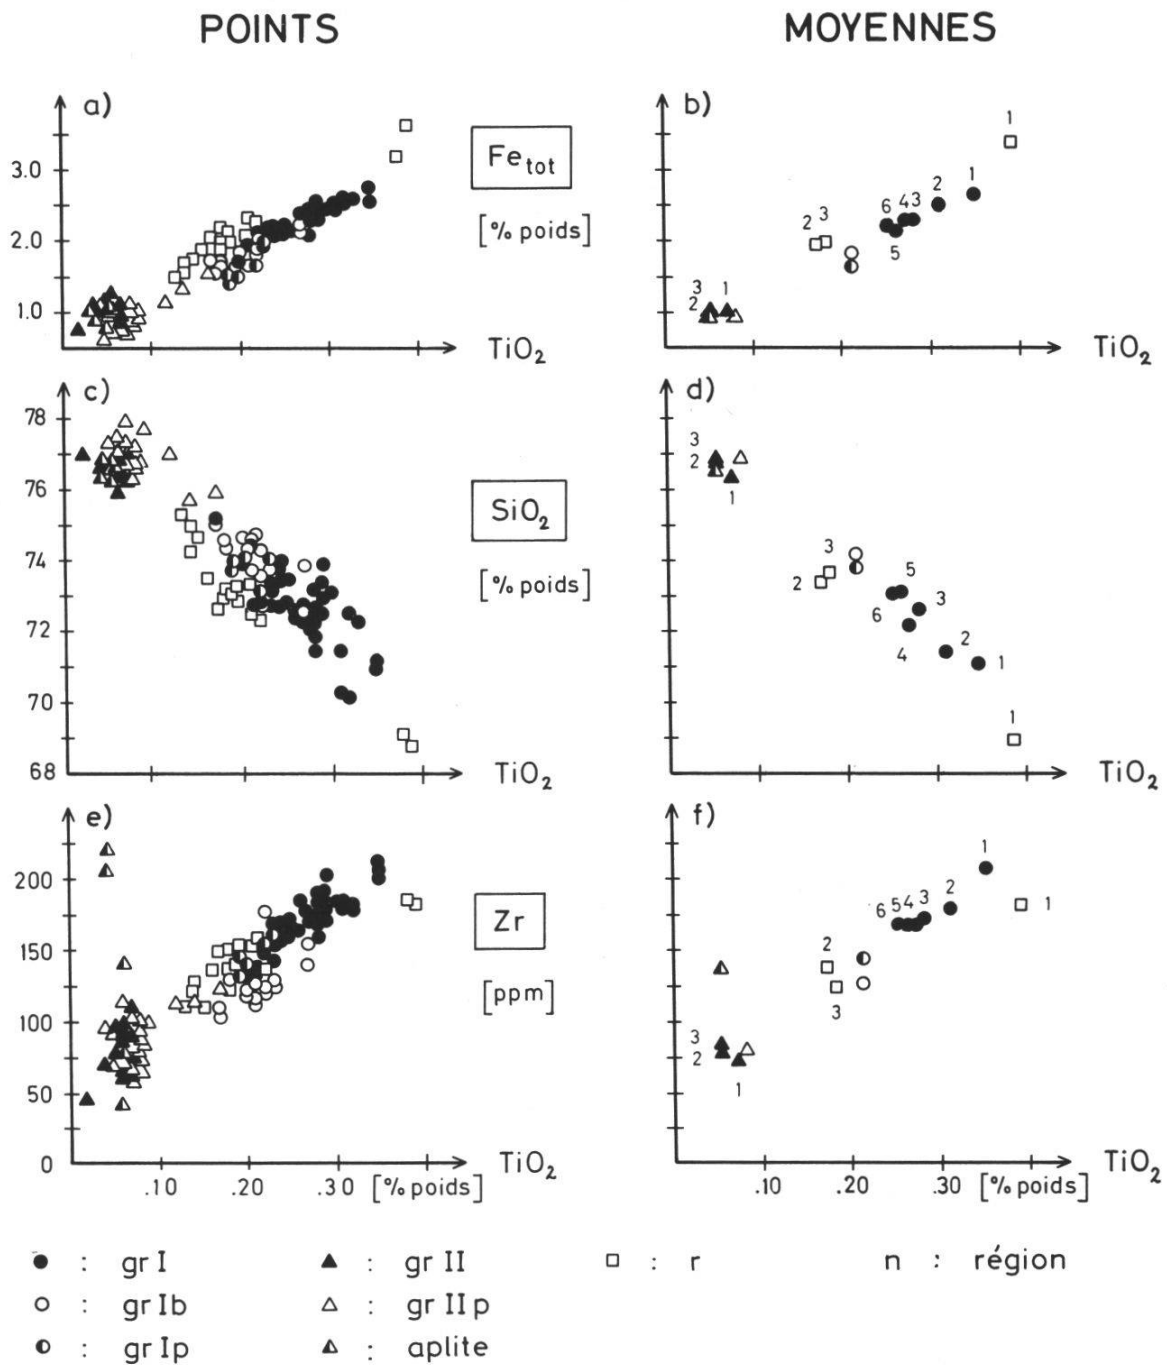 POINTS
MOYENNES
a)
3.0
2.0
1.0
Fe tot
[% poids]
TiO2
b)
1
1
2
3
4
6
5
3
2
3
2
1
TiO2
c)
78
76
74
72
70
68
SiO2
[% poids]
TiO2
d)
3
2
1
3
2
5
3
6
4
2
1
1
TiO2
e)
200
150
100
50
0
.10
.20
.30
[% poids]
TiO2
Zr
[ppm]
f)
1
2
3
4
5
6
1
2
3
3
2
1
.10
.20
.30
[% poids]
TiO2
● : gr I
○ : gr Ib
◐ : gr Ip
▲ : gr II
△ : gr IIp
◭ : aplite
□ : r
n : région